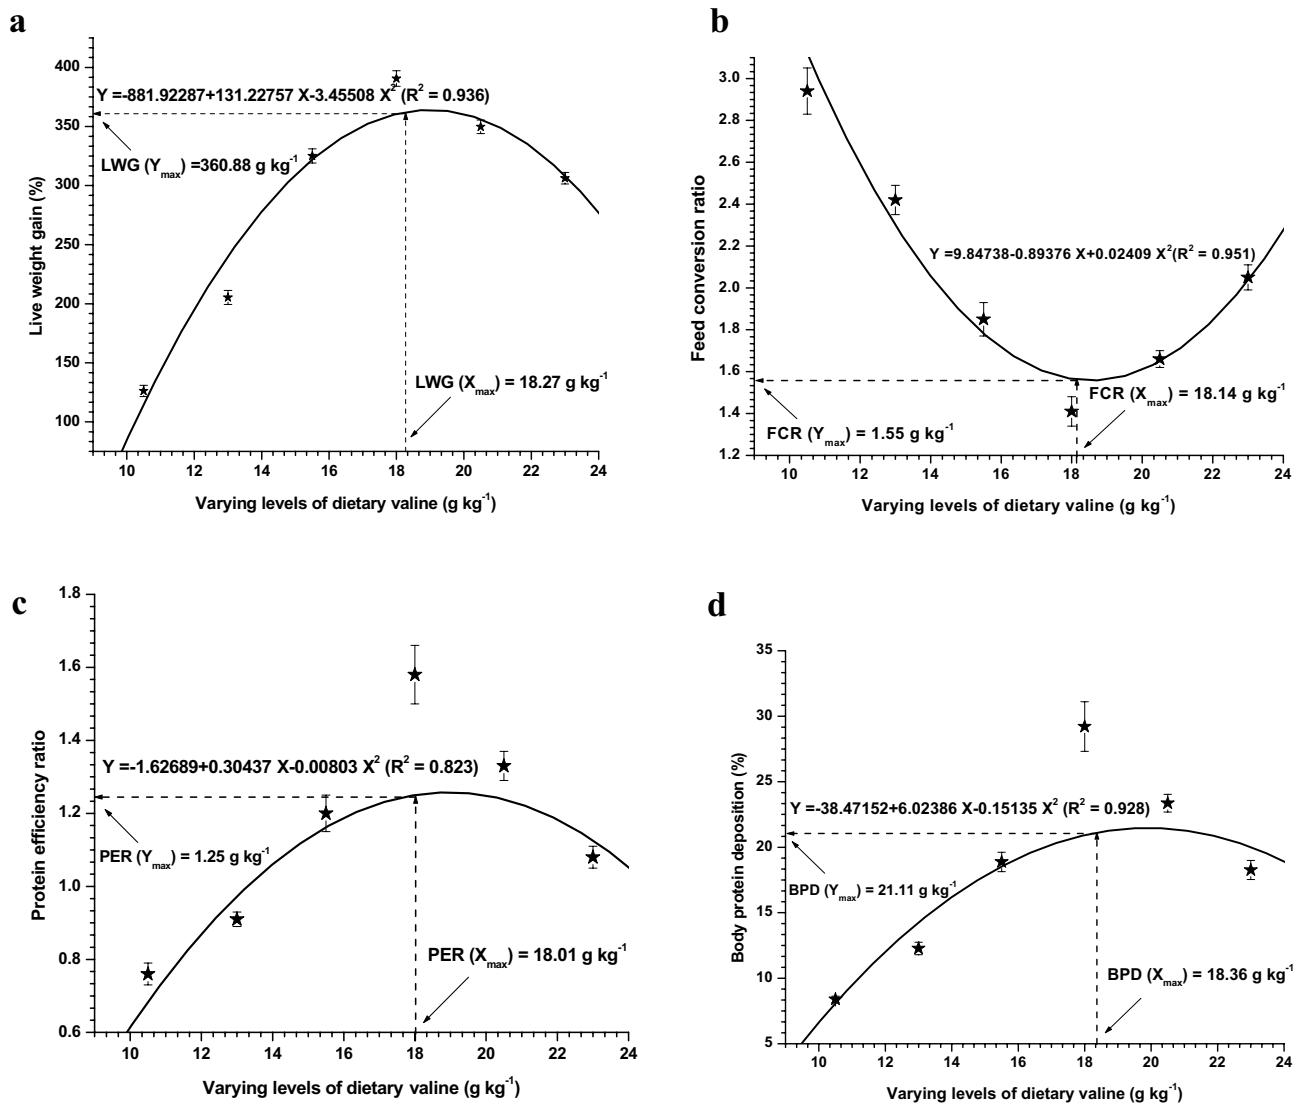 a
400
350
300
250
200
150
100
Live weight gain (%)
Y =-881.92287+131.22757 X-3.45508 X² (R² = 0.936)
LWG (Ymax) =360.88 g kg⁻¹
LWG (Xmax) = 18.27 g kg⁻¹
10 12 14 16 18 20 22 24
Varying levels of dietary valine (g kg⁻¹)
b
3.0
2.8
2.6
2.4
2.2
2.0
1.8
1.6
1.4
1.2
Feed conversion ratio
Y =9.84738-0.89376 X+0.02409 X²(R² = 0.951)
FCR (Xmax) = 18.14 g kg⁻¹
FCR (Ymax) = 1.55 g kg⁻¹
10 12 14 16 18 20 22 24
Varying levels of dietary valine (g kg⁻¹)
c
1.8
1.6
1.4
1.2
1.0
0.8
0.6
Protein efficiency ratio
Y =-1.62689+0.30437 X-0.00803 X² (R² = 0.823)
PER (Ymax) = 1.25 g kg⁻¹
PER (Xmax) = 18.01 g kg⁻¹
10 12 14 16 18 20 22 24
Varying levels of dietary valine (g kg⁻¹)
d
35
30
25
20
15
10
5
Body protein deposition (%)
Y =-38.47152+6.02386 X-0.15135 X² (R² = 0.928)
BPD (Ymax) = 21.11 g kg⁻¹
BPD (Xmax) = 18.36 g kg⁻¹
10 12 14 16 18 20 22 24
Varying levels of dietary valine (g kg⁻¹)